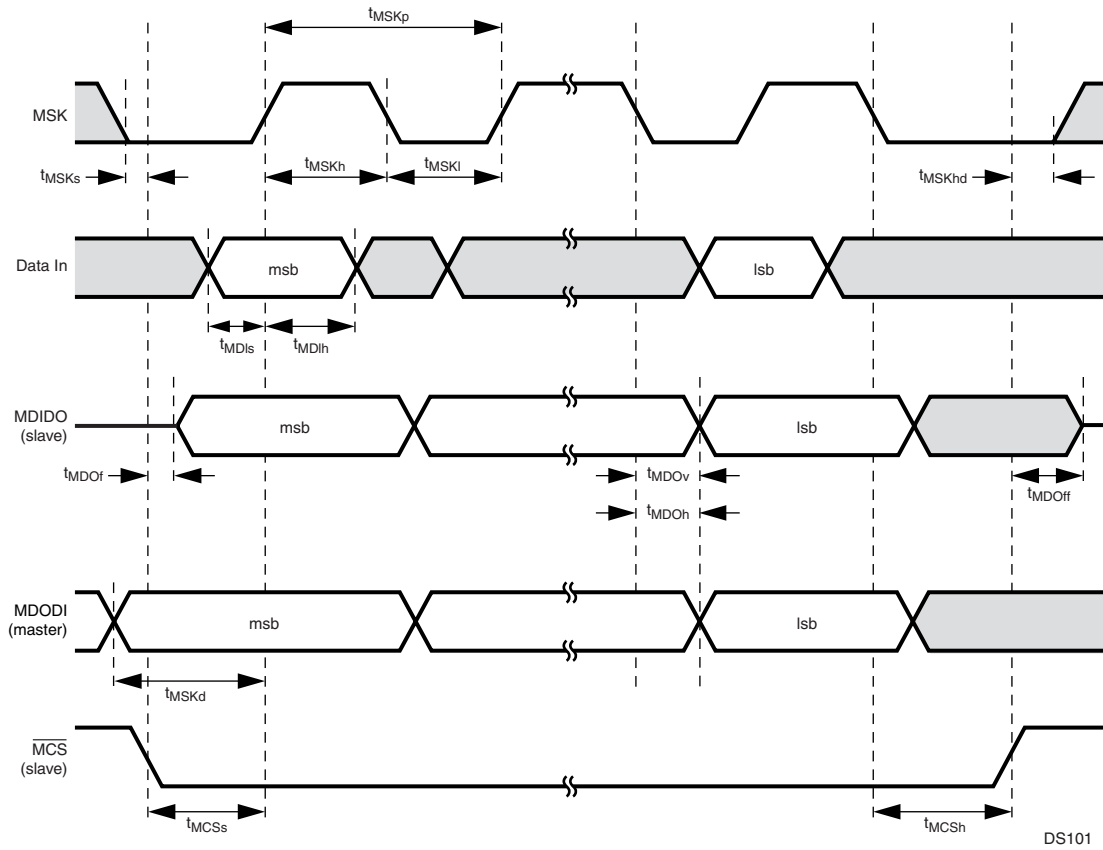 tMSKp
MSK
tMSKs
tMSKh
tMSKl
tMSKhd
Data In
msb
lsb
tMDIs
tMDIh
MDIDO
(slave)
msb
lsb
tMDOf
tMDOv
tMDOff
tMDOh
MDODI
(master)
msb
lsb
tMSKd
MCS
(slave)
tMCSs
tMCSh
DS101